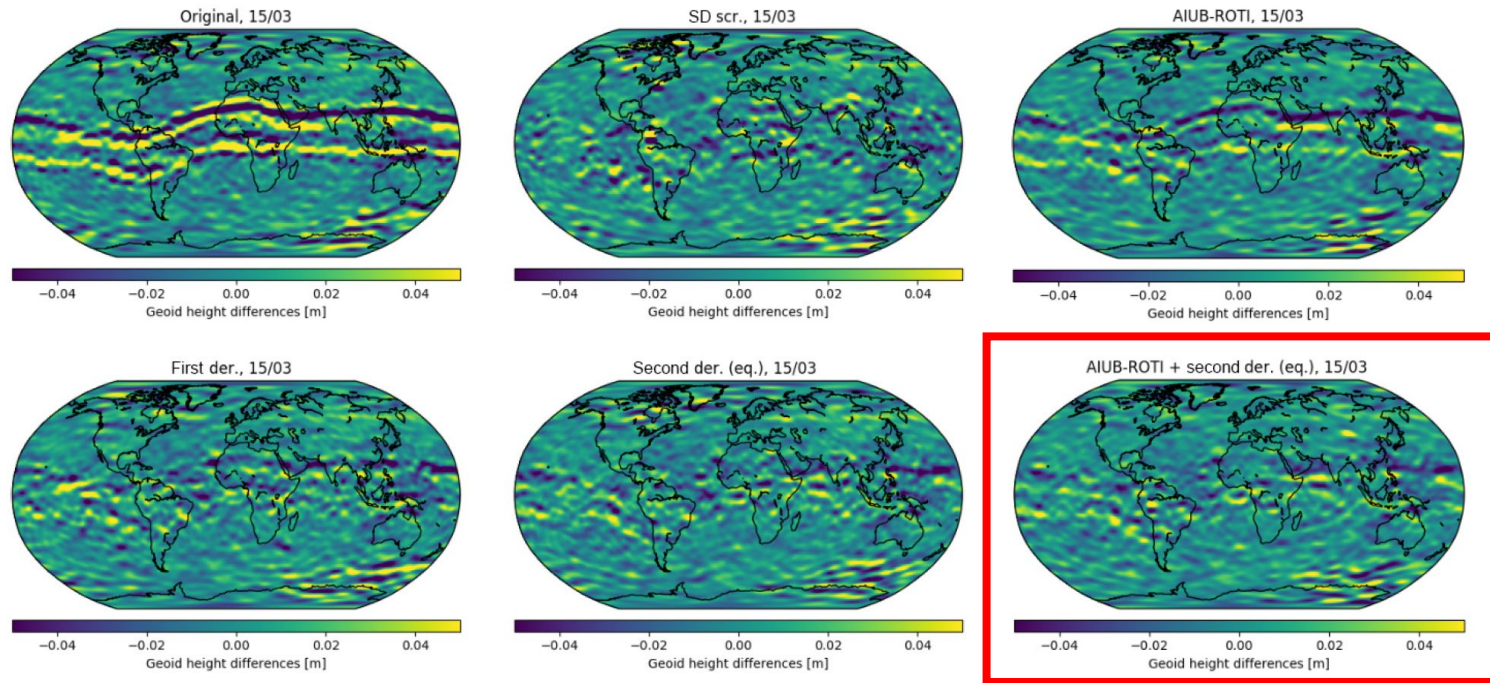 Original, 15/03
−0.04 −0.02 0.00 0.02 0.04
Geoid height differences [m]
SD scr., 15/03
−0.04 −0.02 0.00 0.02 0.04
Geoid height differences [m]
AIUB-ROTI, 15/03
−0.04 −0.02 0.00 0.02 0.04
Geoid height differences [m]
First der., 15/03
−0.04 −0.02 0.00 0.02 0.04
Geoid height differences [m]
Second der. (eq.), 15/03
−0.04 −0.02 0.00 0.02 0.04
Geoid height differences [m]
AIUB-ROTI + second der. (eq.), 15/03
−0.04 −0.02 0.00 0.02 0.04
Geoid height differences [m]